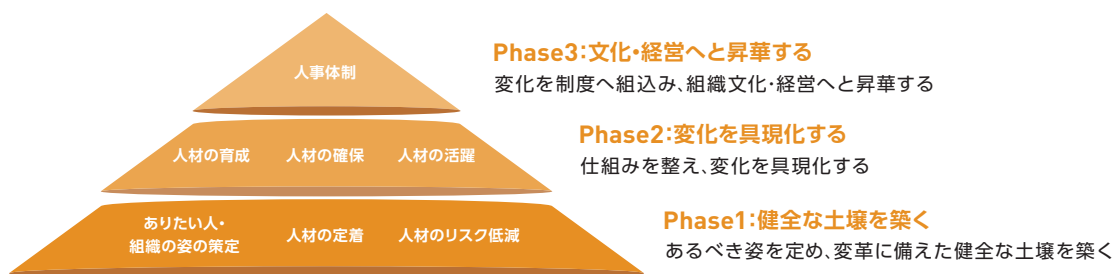 人事体制
Phase3:文化・経営へと昇華する
変化を制度へ組込み、組織文化・経営へと昇華する
人材の育成 人材の確保 人材の活躍
Phase2:変化を具現化する
仕組みを整え、変化を具現化する
ありたい人・
組織の姿の策定
人材の定着 人材のリスク低減
Phase1:健全な土壌を築く
あるべき姿を定め、変革に備えた健全な土壌を築く